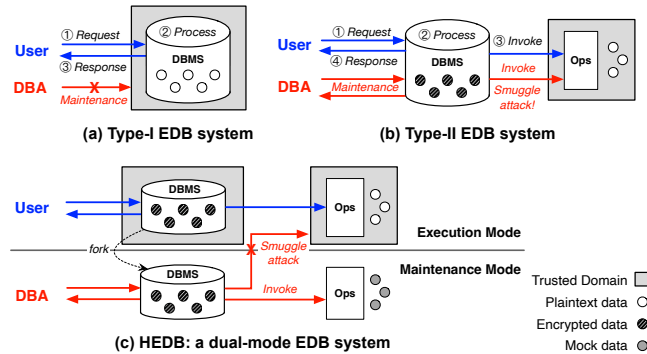 ① Request
② Process
User
DBMS
③ Response
DBA
X
Maintenance
(a) Type-I EDB system
① Request
② Process
③ Invoke
User
DBMS
④ Response
Ops
Invoke
DBA
Maintenance
Smuggle
attack!
(b) Type-II EDB system
DBMS
User
Ops
Execution Mode
fork
Smuggle
attack
X
Maintenance Mode
DBMS
DBA
Invoke
Ops
(c) HEDB: a dual-mode EDB system
Trusted Domain
Plaintext data
Encrypted data
Mock data